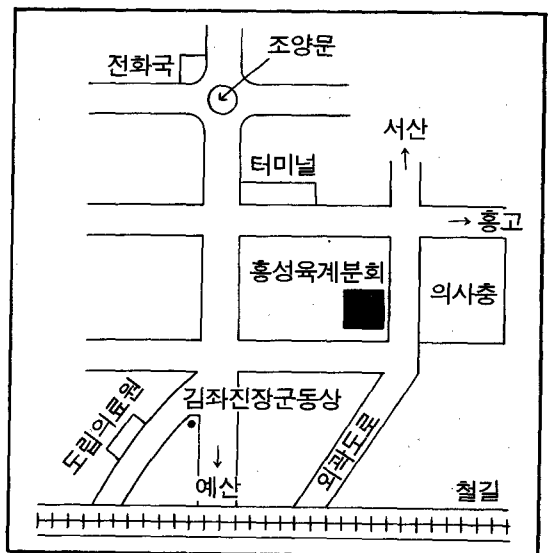 조양문
전화국
서산
↑
터미널
→ 홍고
홍성육계분회
의사총
김좌진장군동상
도립의료원
외곽도로
↓
예산
철길